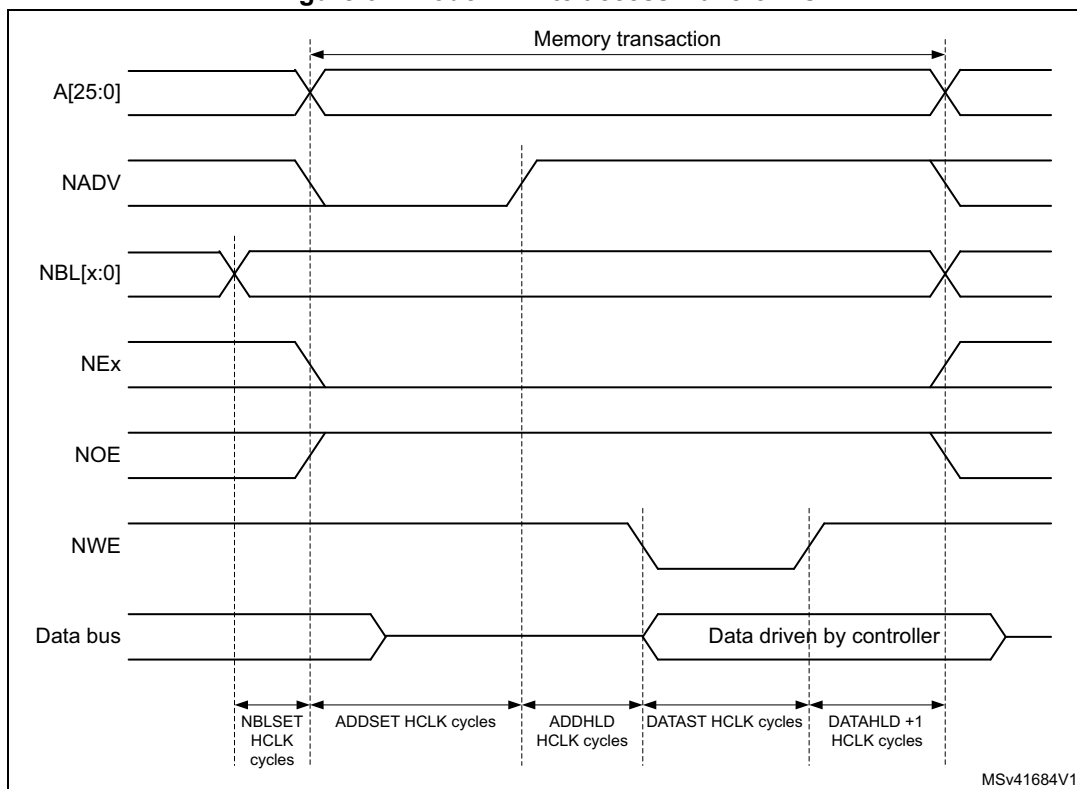 Memory transaction
A[25:0]
NADV
NBL[x:0]
NEx
NOE
NWE
Data bus
Data driven by controller
NBLSET
HCLK
cycles
ADDSET HCLK cycles
ADDHLD
HCLK cycles
DATAST HCLK cycles
DATAHLD +1
HCLK cycles
MSv41684V1